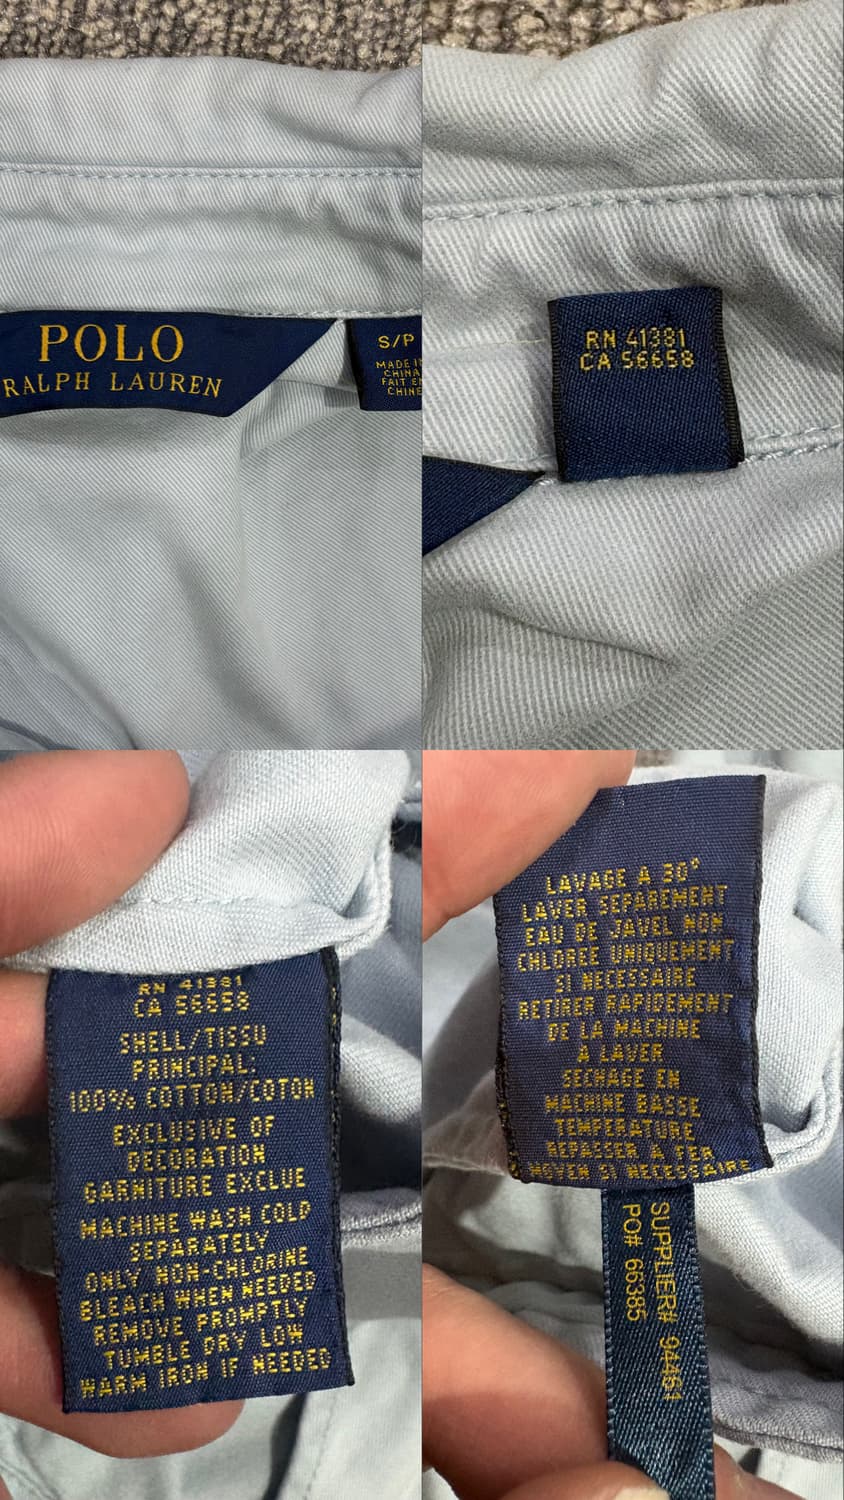 POLO
RALPH LAUREN
S/P
MADE IN
CHINA
FAIT EN
CHINE
RN 41381
CA 56658
RN 41381
CA 56658
SHELL/TISSU
PRINCIPAL:
100% COTTON/COTON
EXCLUSIVE OF
DECORATION
GARNITURE EXCLUE
MACHINE WASH COLD
SEPARATELY
ONLY NON-CHLORINE
BLEACH WHEN NEEDED
REMOVE PROMPTLY
TUMBLE DRY LOW
WARM IRON IF NEEDED
LAVAGE A 30°
LAVER SEPAREMENT
EAU DE JAVEL NON
CHLOREE UNIQUEMENT
SI NECESSAIRE
RETIRER RAPIDEMENT
DE LA MACHINE
A LAVER
SECHAGE EN
MACHINE BASSE
TEMPERATURE
REPASSER A FER
MOYEN SI NECESSAIRE
SUPPLIER# 94461
PO# 66385